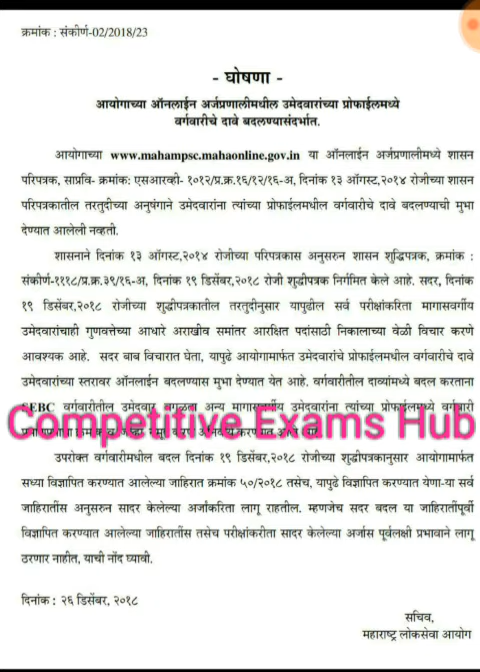 क्रमांक : संकीर्ण-02/2018/23
- घोषणा -
आयोगाच्या ऑनलाईन अर्जप्रणालीमधील उमेदवारांच्या प्रोफाईलमध्ये
वर्गवारीचे दावे बदलण्यासंदर्भात.
आयोगाच्या www.mahampsc.mahaonline.gov.in या ऑनलाईन अर्जप्रणालीमध्ये शासन
परिपत्रक, साप्रवि- क्रमांक: एसआरव्ही- १०१२/प्र.क्र.१६/१२/१६-अ, दिनांक १३ ऑगस्ट,२०१४ रोजीच्या शासन
परिपत्रकातील तरतुदीच्या अनुषंगाने उमेदवारांना त्यांच्या प्रोफाईलमधील वर्गवारीचे दावे बदलण्याची मुभा
देण्यात आलेली नव्हती.
शासनाने दिनांक १३ ऑगस्ट,२०१४ रोजीच्या परिपत्रकास अनुसरुन शासन शुद्धिपत्रक, क्रमांक :
संकीर्ण-१११८/प्र.क्र.३९/१६-अ, दिनांक १९ डिसेंबर,२०१८ रोजी शुद्धीपत्रक निर्गमित केले आहे. सदर, दिनांक
१९ डिसेंबर,२०१८ रोजीच्या शुद्धीपत्रकातील तरतुदीनुसार यापुढील सर्व परीक्षांकरिता मागासवर्गीय
उमेदवारांचाही गुणवत्तेच्या आधारे अराखीव समांतर आरक्षित पदांसाठी निकालाच्या वेळी विचार करणे
आवश्यक आहे. सदर बाब विचारात घेता, यापुढे आयोगामार्फत उमेदवारांचे प्रोफाईलमधील वर्गवारीचे दावे
उमेदवारांच्या स्तरावर ऑनलाईन बदलण्यास मुभा देण्यात येत आहे. वर्गवारीतील दाव्यांमध्ये बदल करताना
SEBC वर्गवारीतील उमेदवार वगळता अन्य मागासवर्गीय उमेदवारांना त्यांच्या प्रोफाईलमध्ये वर्गवारी
Competitive Exams Hub
उपरोक्त वर्गवारीमधील बदल दिनांक १९ डिसेंबर,२०१८ रोजीच्या शुद्धीपत्रकानुसार आयोगामार्फत
सध्या विज्ञापित करण्यात आलेल्या जाहिरात क्रमांक ५०/२०१८ तसेच, यापुढे विज्ञापित करण्यात येणा-या सर्व
जाहिरातीस अनुसरुन सादर केलेल्या अर्जांकरिता लागू राहतील. म्हणजेच सदर बदल या जाहिरातींपूर्वी
विज्ञापित करण्यात आलेल्या जाहिरातींस तसेच परीक्षांकरीता सादर केलेल्या अर्जास पूर्वलक्षी प्रभावाने लागू
ठरणार नाहीत, याची नोंद घ्यावी.
दिनांक : २६ डिसेंबर, २०१८
सचिव,
महाराष्ट्र लोकसेवा आयोग